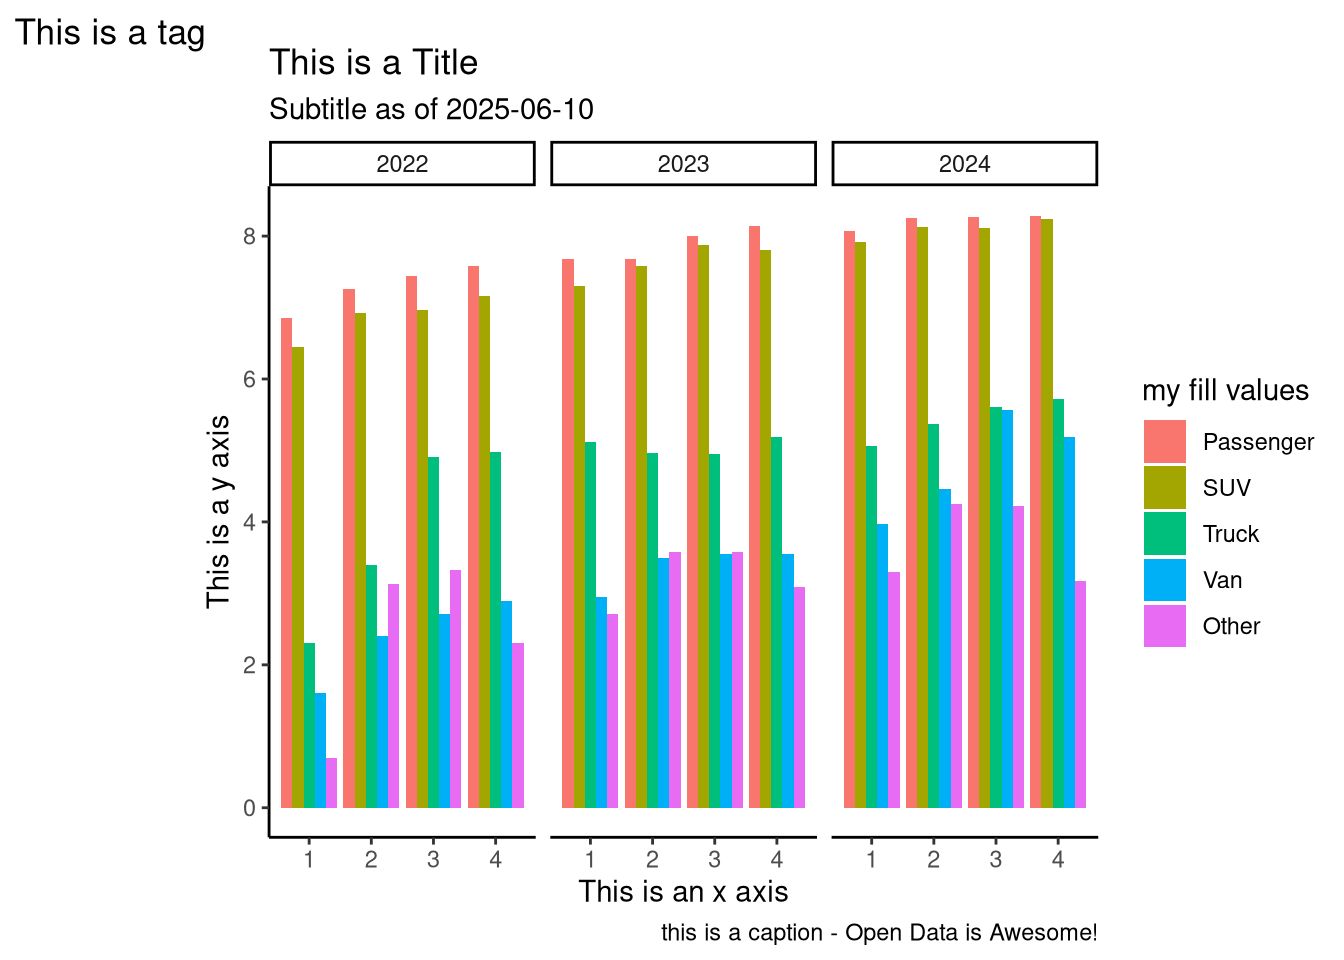 This is a tag
This is a Title
Subtitle as of 2025-06-10
2022 2023 2024
8
6
4
2
0
This is a y axis
1 2 3 4 1 2 3 4 1 2 3 4
This is an x axis
my fill values
Passenger
SUV
Truck
Van
Other
this is a caption - Open Data is Awesome!